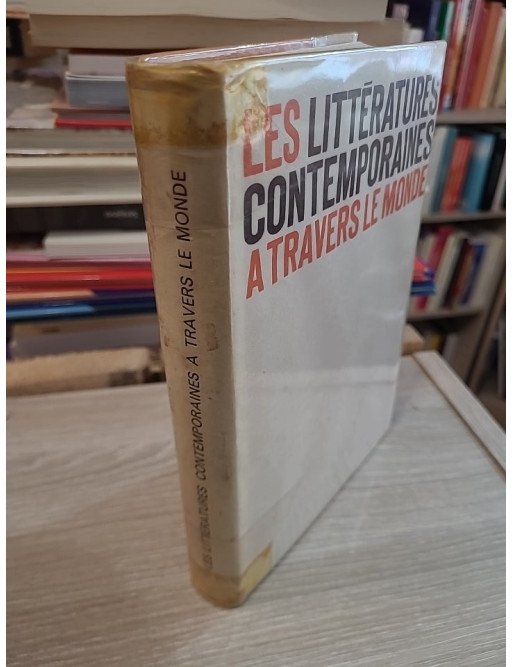 LES LITTÉRATURES
CONTEMPORAINES
A TRAVERS LE MONDE
LES LITTÉRATURES CONTEMPORAINES A TRAVERS LE MONDE